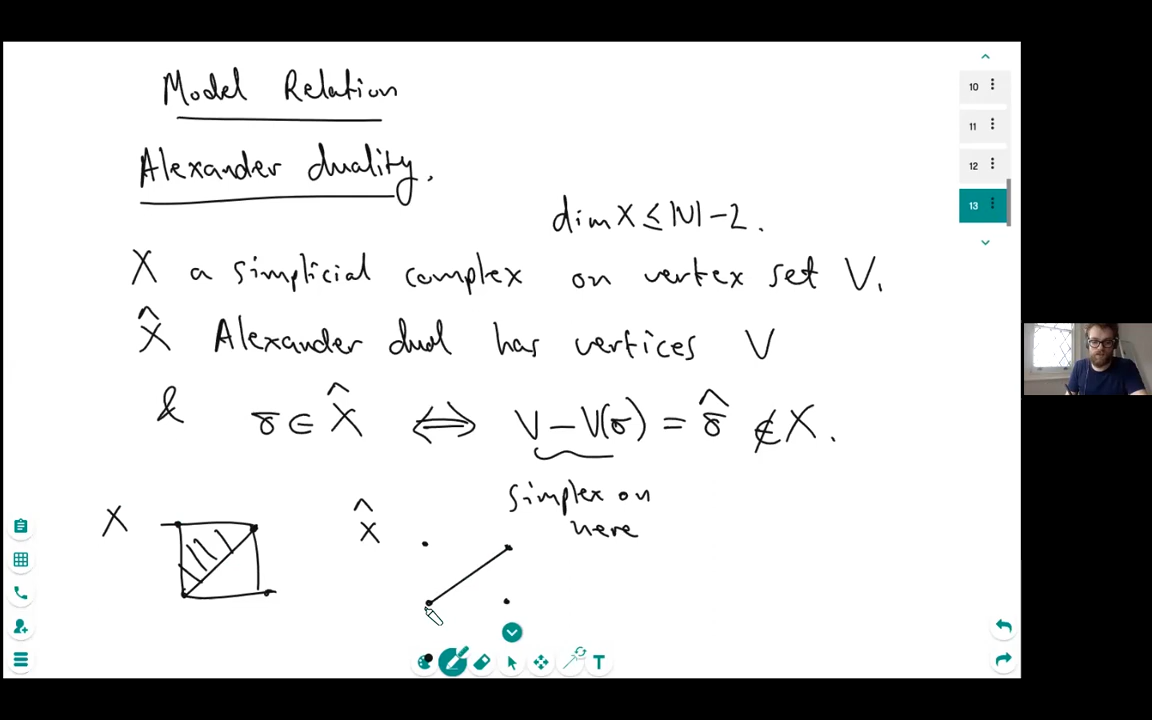 Model Relation
Alexander duality.
dim X ≤ |V| - 2.
X a simplicial complex on vertex set V.
X̂ Alexander dual has vertices V
& σ ∈ X̂ ⟺ V - V(σ) = σ̂ ∉ X.
simplex on
here
X
X̂
10
11
12
13
T